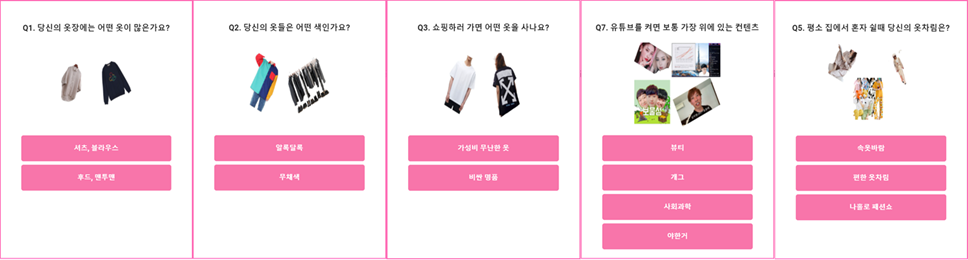 Q1. 당신의 옷장에는 어떤 옷이 많은가요?
셔츠, 블라우스
후드, 맨투맨
Q2. 당신의 옷들은 어떤 색인가요?
알록달록
무채색
Q3. 쇼핑하러 가면 어떤 옷을 사나요?
가성비 무난한 옷
비싼 명품
Q7. 유튜브를 켜면 보통 가장 위에 있는 컨텐츠
보물섬
뷰티
개그
사회과학
야한거
Q5. 평소 집에서 혼자 쉴때 당신의 옷차림은?
속옷바람
편한 옷차림
나홀로 패션쇼